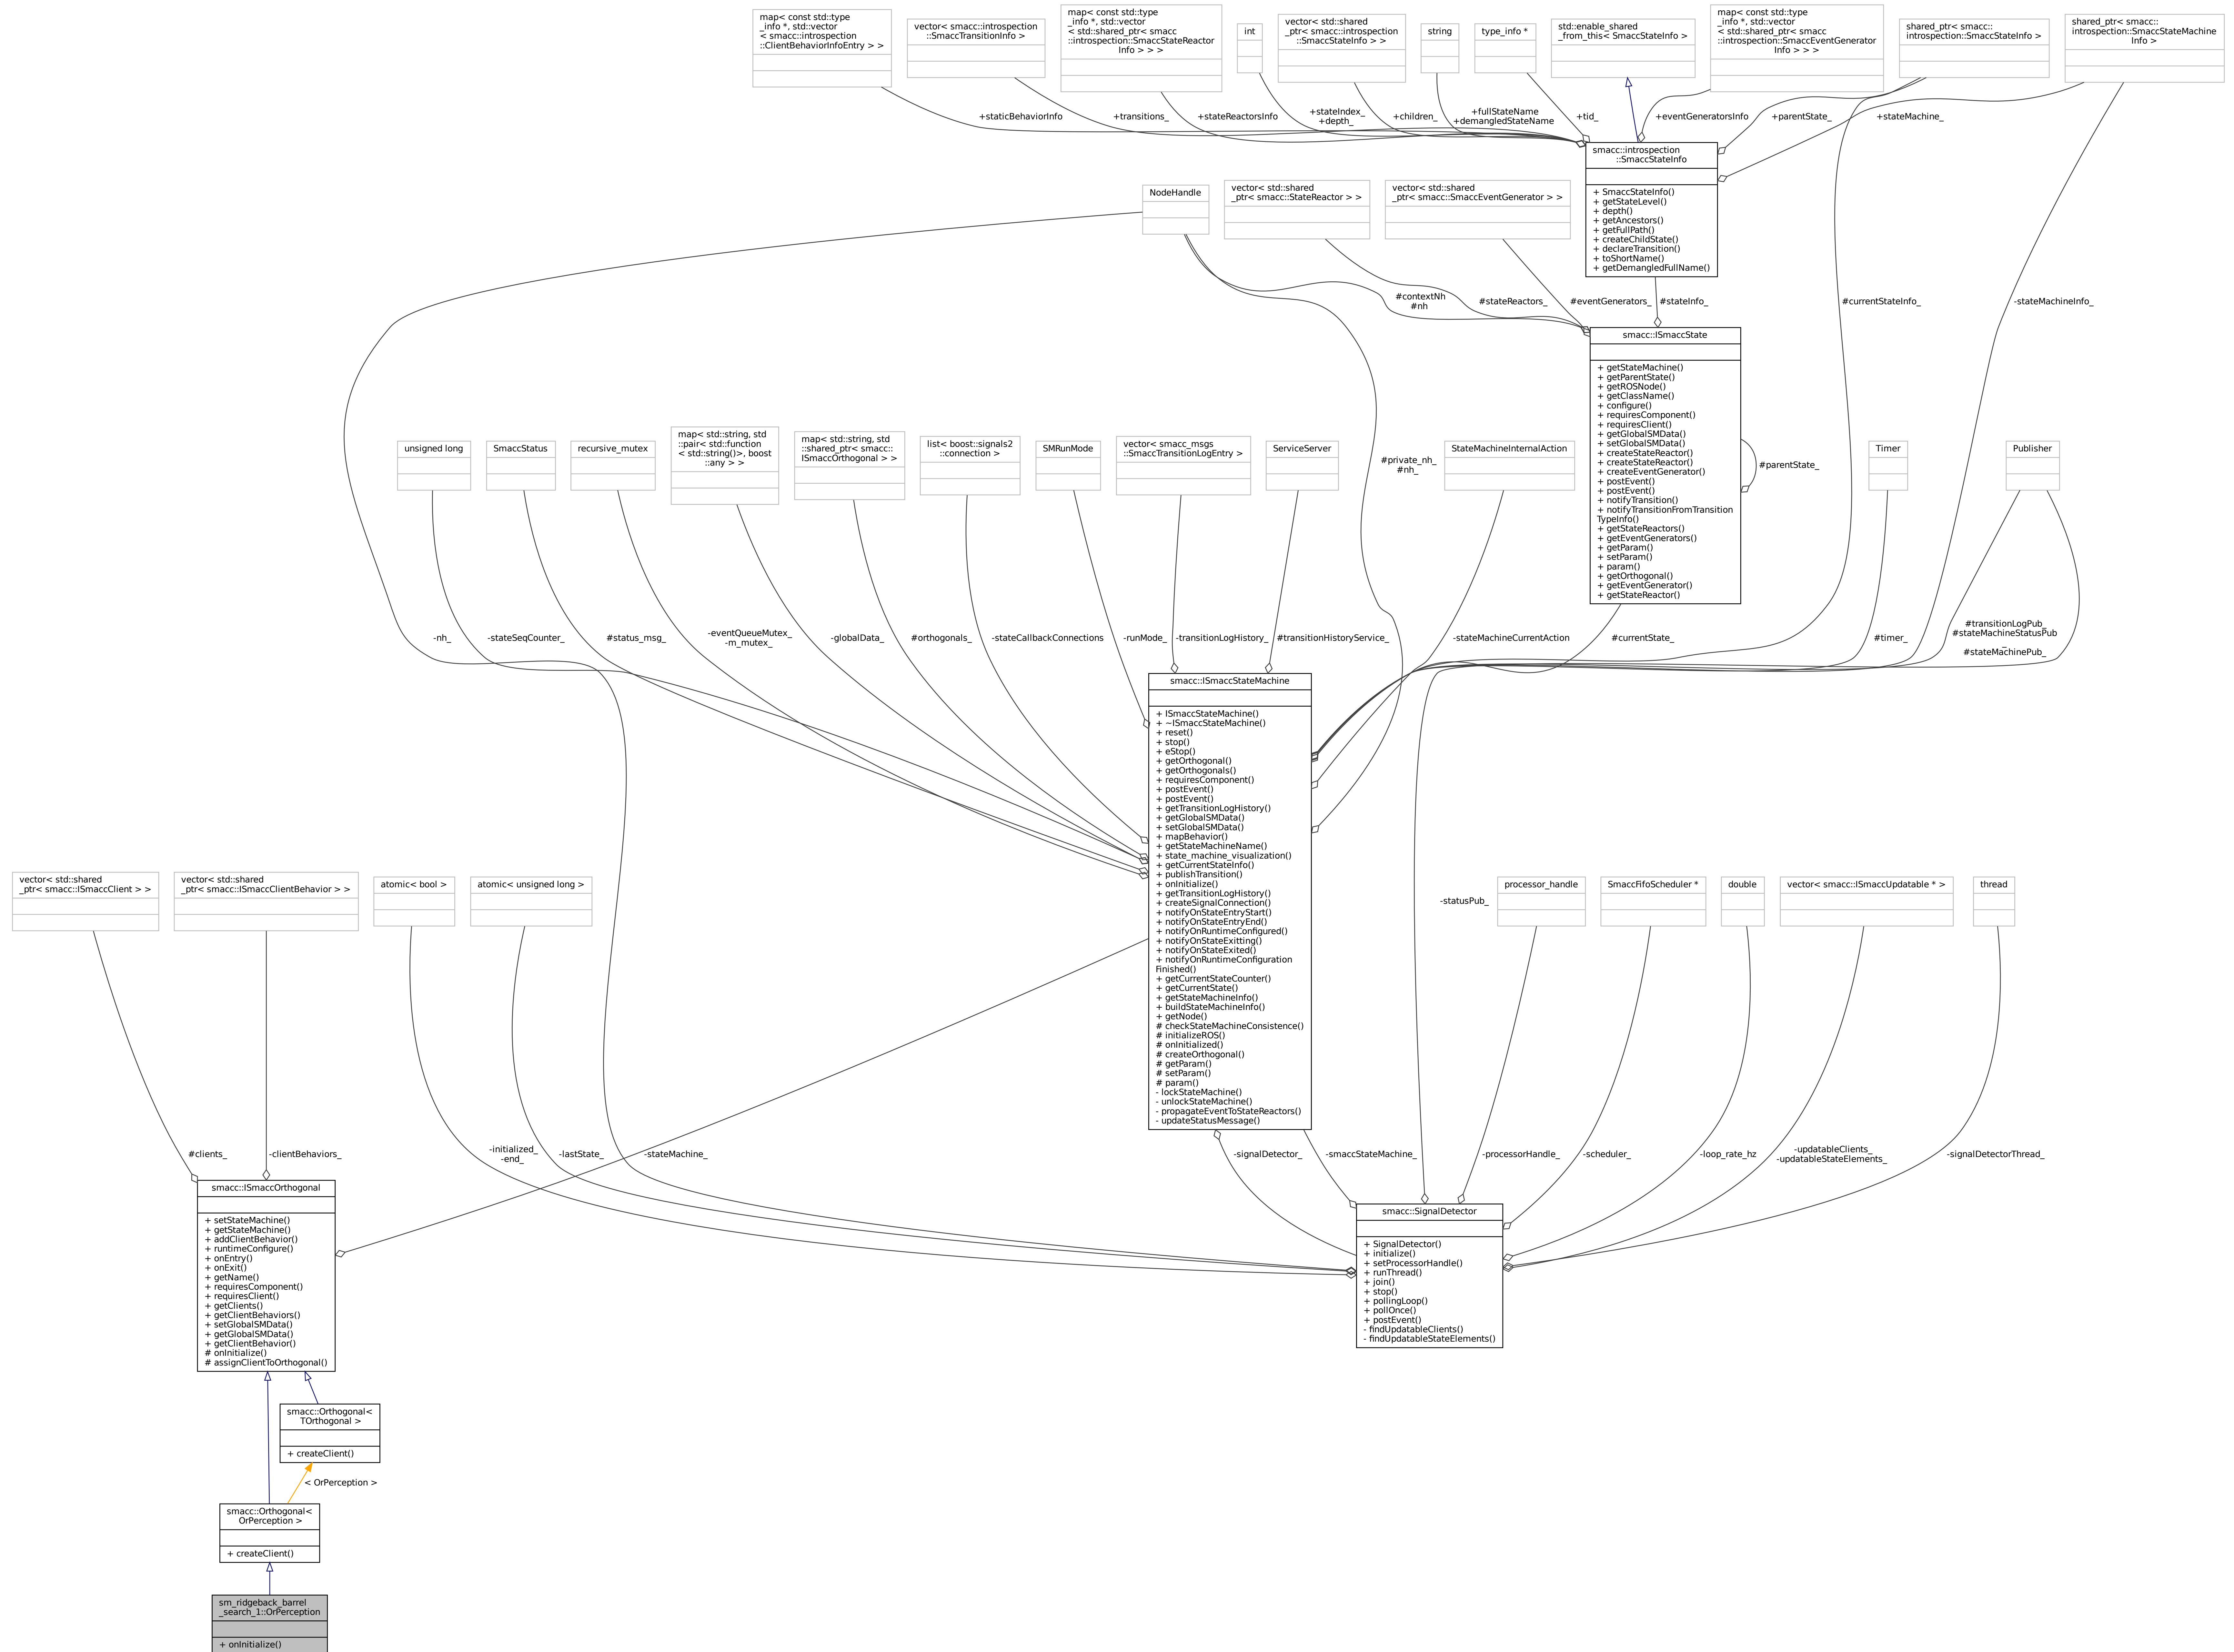 map< const std::type
_info *, std::vector
< smacc::introspection
::ClientBehaviorInfoEntry > >
vector< smacc::introspection
::SmaccTransitionInfo >
map< const std::type
_info *, std::vector
< std::shared_ptr< smacc
::introspection::SmaccStateReactor
Info > > >
int
vector< std::shared
_ptr< smacc::introspection
::SmaccStateInfo > >
string
type_info *
std::enable_shared
_from_this< SmaccStateInfo >
map< const std::type
_info *, std::vector
< std::shared_ptr< smacc
::introspection::SmaccEventGenerator
Info > > >
shared_ptr< smacc::
introspection::SmaccStateInfo >
shared_ptr< smacc::
introspection::SmaccStateMachine
Info >
+staticBehaviorInfo
+transitions_
+stateReactorsInfo
+stateIndex_
+depth_
+children_
+fullStateName
+demangledStateName
+tid_
+eventGeneratorsInfo
+parentState_
+stateMachine_
smacc::introspection
::SmaccStateInfo
+ SmaccStateInfo()
+ getStateLevel()
+ depth()
+ getAncestors()
+ getFullPath()
+ createChildState()
+ declareTransition()
+ toShortName()
+ getDemangledFullName()
NodeHandle
vector< std::shared
_ptr< smacc::StateReactor > >
vector< std::shared
_ptr< smacc::SmaccEventGenerator > >
#contextNh
#nh
#stateReactors_
#eventGenerators_
#stateInfo_
#currentStateInfo_
-stateMachineInfo_
smacc::ISmaccState
+ getStateMachine()
+ getParentState()
+ getROSNode()
+ getClassName()
+ configure()
+ requiresComponent()
+ requiresClient()
+ getGlobalSMData()
+ setGlobalSMData()
+ createStateReactor()
+ createStateReactor()
+ createEventGenerator()
+ postEvent()
+ postEvent()
+ notifyTransition()
+ notifyTransitionFromTransition
TypeInfo()
+ getStateReactors()
+ getEventGenerators()
+ getParam()
+ setParam()
+ param()
+ getOrthogonal()
+ getEventGenerator()
+ getStateReactor()
#parentState_
unsigned long
SmaccStatus
recursive_mutex
map< std::string, std
::pair< std::function
< std::string()>, boost
::any > >
map< std::string, std
::shared_ptr< smacc::
ISmaccOrthogonal > >
list< boost::signals2
::connection >
SMRunMode
vector< smacc_msgs
::SmaccTransitionLogEntry >
ServiceServer
#private_nh_
#nh_
StateMachineInternalAction
Timer
Publisher
-nh_
-stateSeqCounter_
#status_msg_
-eventQueueMutex_
-m_mutex_
-globalData_
#orthogonals_
-stateCallbackConnections
-runMode_
-transitionLogHistory_
#transitionHistoryService_
-stateMachineCurrentAction
#currentState_
#timer_
#transitionLogPub_
#stateMachineStatusPub
_
#stateMachinePub_
smacc::ISmaccStateMachine
+ ISmaccStateMachine()
+ ~ISmaccStateMachine()
+ reset()
+ stop()
+ eStop()
+ getOrthogonal()
+ getOrthogonals()
+ requiresComponent()
+ postEvent()
+ postEvent()
+ getTransitionLogHistory()
+ getGlobalSMData()
+ setGlobalSMData()
+ mapBehavior()
+ getStateMachineName()
+ state_machine_visualization()
+ getCurrentStateInfo()
+ publishTransition()
+ onInitialize()
+ getTransitionLogHistory()
+ createSignalConnection()
+ notifyOnStateEntryStart()
+ notifyOnStateEntryEnd()
+ notifyOnRuntimeConfigured()
+ notifyOnStateExitting()
+ notifyOnStateExited()
+ notifyOnRuntimeConfiguration
Finished()
+ getCurrentStateCounter()
+ getCurrentState()
+ getStateMachineInfo()
+ buildStateMachineInfo()
+ getNode()
# checkStateMachineConsistence()
# initializeROS()
# onInitialized()
# createOrthogonal()
# getParam()
# setParam()
# param()
- lockStateMachine()
- unlockStateMachine()
- propagateEventToStateReactors()
- updateStatusMessage()
vector< std::shared
_ptr< smacc::ISmaccClient > >
vector< std::shared
_ptr< smacc::ISmaccClientBehavior > >
atomic< bool >
atomic< unsigned long >
-statusPub_
processor_handle
SmaccFifoScheduler *
double
vector< smacc::ISmaccUpdatable * >
thread
#clients_
-clientBehaviors_
-initialized_
-end_
-lastState_
-stateMachine_
-signalDetector_
-smaccStateMachine_
-processorHandle_
-scheduler_
-loop_rate_hz
-updatableClients_
-updatableStateElements_
-signalDetectorThread_
smacc::ISmaccOrthogonal
+ setStateMachine()
+ getStateMachine()
+ addClientBehavior()
+ runtimeConfigure()
+ onEntry()
+ onExit()
+ getName()
+ requiresComponent()
+ requiresClient()
+ getClients()
+ getClientBehaviors()
+ setGlobalSMData()
+ getGlobalSMData()
+ getClientBehavior()
# onInitialize()
# assignClientToOrthogonal()
smacc::SignalDetector
+ SignalDetector()
+ initialize()
+ setProcessorHandle()
+ runThread()
+ join()
+ stop()
+ pollingLoop()
+ pollOnce()
+ postEvent()
- findUpdatableClients()
- findUpdatableStateElements()
smacc::Orthogonal<
TOrthogonal >
+ createClient()
< OrPerception >
smacc::Orthogonal<
OrPerception >
+ createClient()
sm_ridgeback_barrel
_search_1::OrPerception
+ onInitialize()